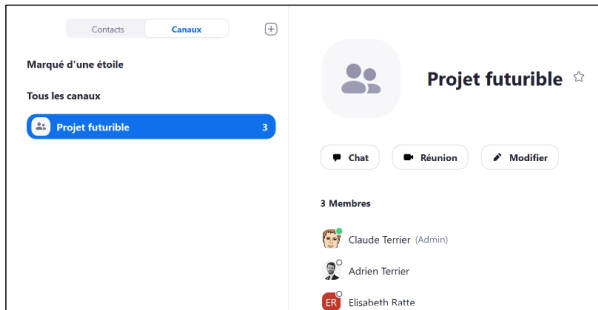 Contacts
Canaux
Marqué d'une étoile
Tous les canaux
Projet futurible 3
Projet futurible
Chat
Réunion
Modifier
3 Membres
Claude Terrier (Admin)
Adrien Terrier
ER Elisabeth Ratte